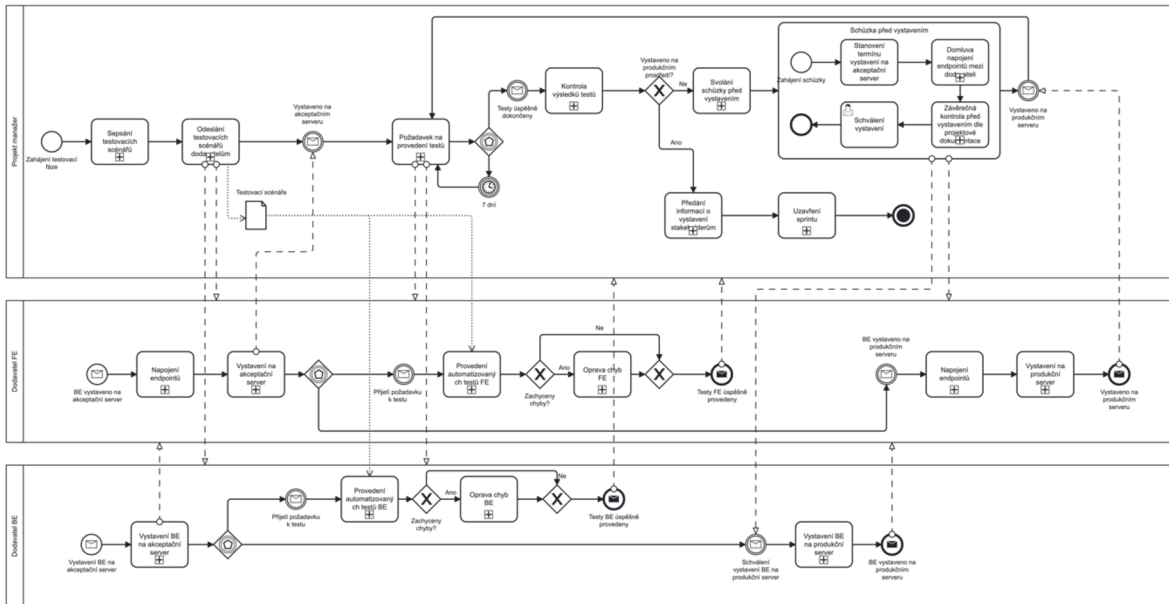 Projekt manažer
Zahájení testovací
fáze
Sepsání
testovacích
scénářů
Odeslání
testovacích
scénářů
dodavatelům
Testovací scénáře
Vystaveno na
akceptačním
serveru
Požadavek na
provedení testů
Testy úspěšně
dokončeny
7 dní
Kontrola
výsledků testů
Vystaveno na
produkčním
prostředí?
Ne
Ano
Svolání
schůzky před
vystavením
Předání
informací o
vystavení
stakeholderům
Uzavření
sprintu
Schůzka před vystavením
Zahájení schůzky
Stanovení
termínu
vystavení na
akceptační
server
Domluva
napojení
endpointů mezi
dodavateli
Schválení
vystavení
Závěrečná
kontrola před
vystavením dle
projektové
dokumentace
Vystaveno na
produkčním
serveru
Dodavatel FE
BE vystaveno na
akceptační server
Napojení
endpointů
Vystavení na
akceptační
server
Přijetí požadavku
k testu
Provedení
automatizovaný
ch testů FE
Zachyceny
chyby?
Ne
Ano
Oprava chyb
FE
Testy FE úspěšně
provedeny
BE vystaveno na
produkčním
serveru
Napojení
endpointů
Vystavení na
produkční
server
Vystaveno na
produkčním
serveru
Dodavatel BE
Vystavení BE na
akceptační server
Vystavení BE
na akceptační
server
Přijetí požadavku
k testu
Provedení
automatizovaný
ch testů BE
Zachyceny
chyby?
Ne
Ano
Oprava chyb
BE
Testy BE úspěšně
provedeny
Schválení
vystavení BE na
produkční server
Vystavení BE
na produkční
server
BE vystaveno na
produkčním
serveru